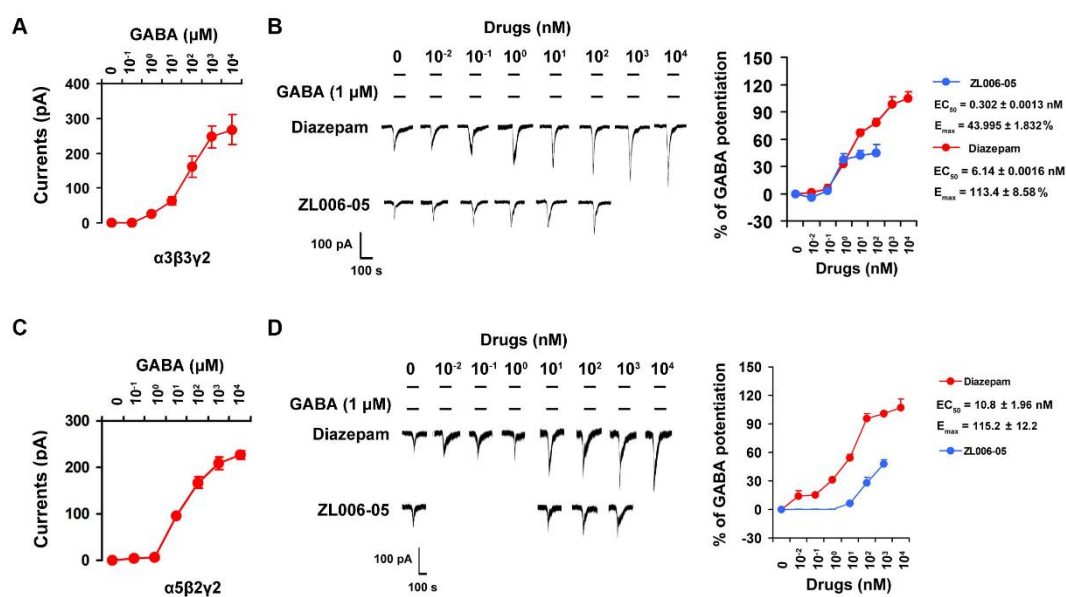 A
GABA (µM)
0 10⁻¹ 10⁰ 10¹ 10² 10³ 10⁴
Currents (pA)
400
300
200
100
0
α3β3γ2
B
Drugs (nM)
0 10⁻² 10⁻¹ 10⁰ 10¹ 10² 10³ 10⁴
GABA (1 µM)
Diazepam
ZL006-05
100 pA
100 s
% of GABA potentiation
150
120
90
60
30
0
-30
0 10⁻² 10⁻¹ 10⁰ 10¹ 10² 10³ 10⁴
Drugs (nM)
ZL006-05
EC₅₀ = 0.302 ± 0.0013 nM
Eₘₐₓ = 43.995 ± 1.832%
Diazepam
EC₅₀ = 6.14 ± 0.0016 nM
Eₘₐₓ = 113.4 ± 8.58%
C
GABA (µM)
0 10⁻¹ 10⁰ 10¹ 10² 10³ 10⁴
Currents (pA)
300
200
100
0
α5β2γ2
D
Drugs (nM)
0 10⁻² 10⁻¹ 10⁰ 10¹ 10² 10³ 10⁴
GABA (1 µM)
Diazepam
ZL006-05
100 pA
100 s
% of GABA potentiation
150
120
90
60
30
0
-30
0 10⁻² 10⁻¹ 10⁰ 10¹ 10² 10³ 10⁴
Drugs (nM)
Diazepam
EC₅₀ = 10.8 ± 1.96 nM
Eₘₐₓ = 115.2 ± 12.2
ZL006-05